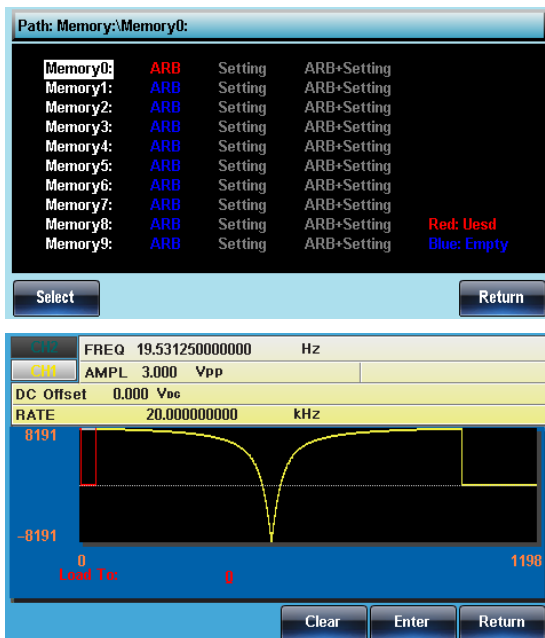 Path: Memory:\Memory0:
Memory0: ARB Setting ARB+Setting
Memory1: ARB Setting ARB+Setting
Memory2: ARB Setting ARB+Setting
Memory3: ARB Setting ARB+Setting
Memory4: ARB Setting ARB+Setting
Memory5: ARB Setting ARB+Setting
Memory6: ARB Setting ARB+Setting
Memory7: ARB Setting ARB+Setting
Memory8: ARB Setting ARB+Setting Red: Uesd
Memory9: ARB Setting ARB+Setting Blue: Empty
Select Return
CH2 FREQ 19.531250000000 Hz
CH1 AMPL 3.000 Vpp
DC Offset 0.000 VDC
RATE 20.000000000 kHz
8191
-8191
0 1198
Load To: 0
Clear Enter Return